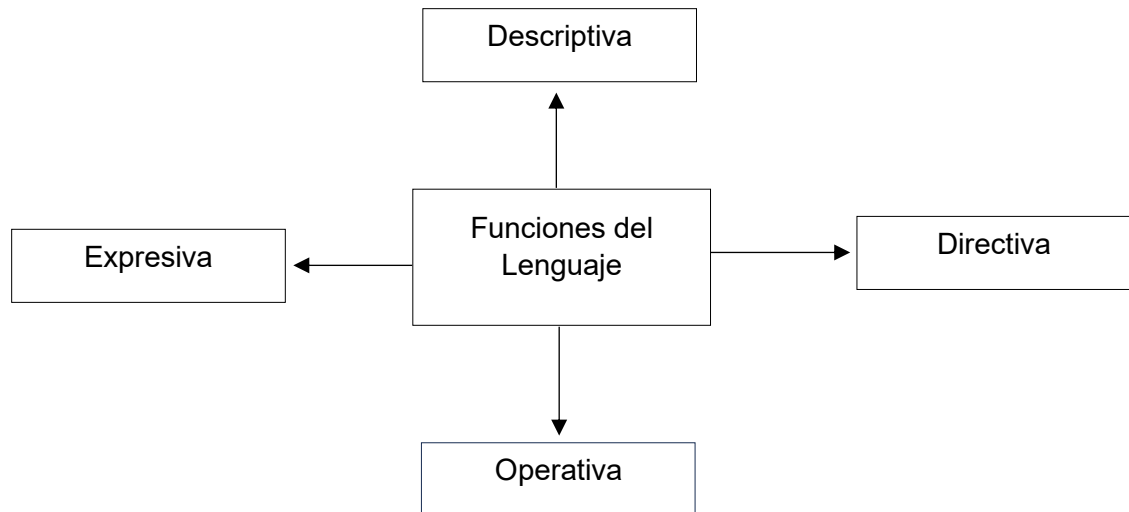 Descriptiva
Funciones del
Lenguaje
Expresiva
Directiva
Operativa